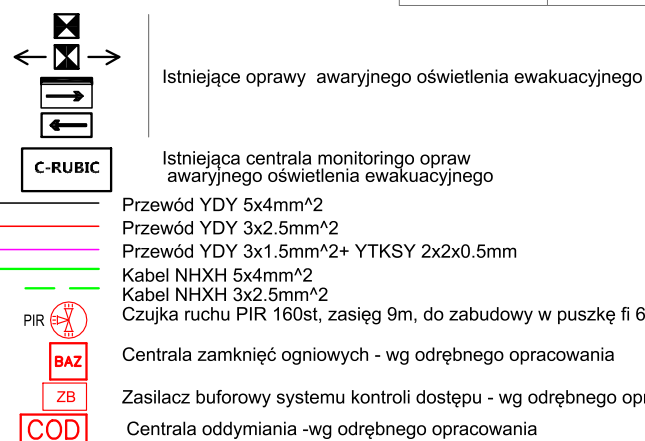 Istniejące oprawy awaryjnego oświetlenia ewakuacyjnego
C-RUBIC
Istniejąca centrala monitoringo opraw
awaryjnego oświetlenia ewakuacyjnego
Przewód YDY 5x4mm^2
Przewód YDY 3x2.5mm^2
Przewód YDY 3x1.5mm^2+ YTKSY 2x2x0.5mm
Kabel NHXH 5x4mm^2
Kabel NHXH 3x2.5mm^2
PIR Czujka ruchu PIR 160st, zasięg 9m, do zabudowy w puszkę fi 6
BAZ Centrala zamknięć ogniowych - wg odrębnego opracowania
ZB Zasilacz buforowy systemu kontroli dostępu - wg odrębnego
COD Centrala oddymiania -wg odrębnego opracowania